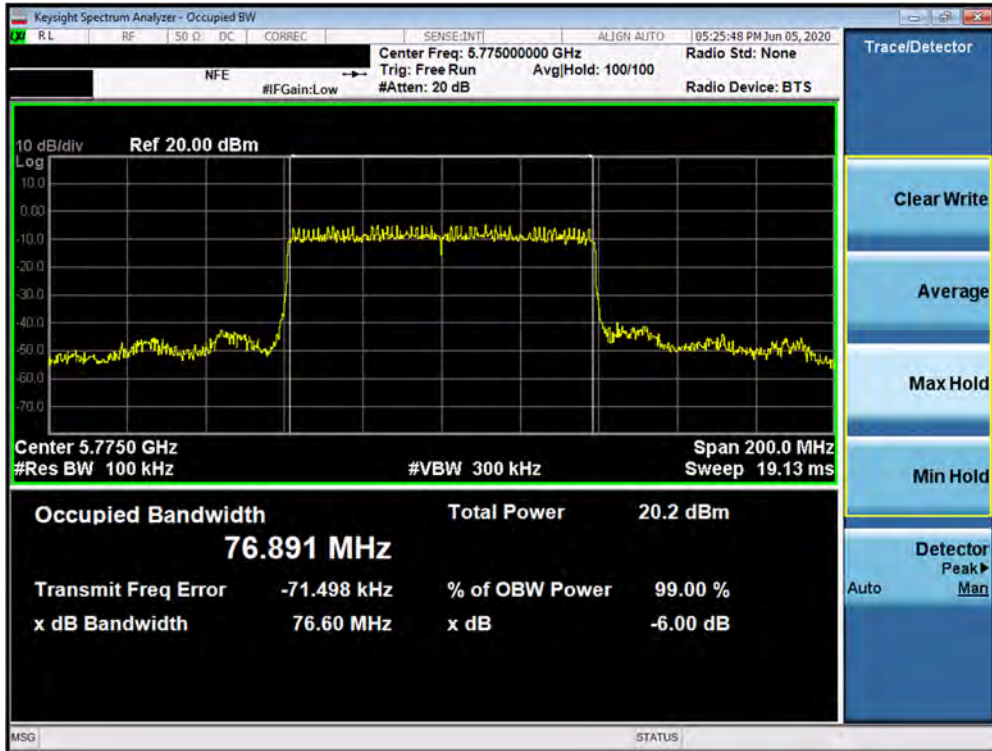 Keysight Spectrum Analyzer - Occupied BW
LXI RL RF 50 Ω DC CORREC SENSE:INT ALIGN AUTO 05:25:48 PM Jun 05, 2020
Center Freq: 5.775000000 GHz Radio Std: None
NFE Trig: Free Run Avg|Hold: 100/100
#IFGain:Low #Atten: 20 dB Radio Device: BTS
Trace/Detector
10 dB/div Ref 20.00 dBm
Log
10.0
0.00
-10.0
-20.0
-30.0
-40.0
-50.0
-60.0
-70.0
Center 5.7750 GHz Span 200.0 MHz
#Res BW 100 kHz #VBW 300 kHz Sweep 19.13 ms
Occupied Bandwidth Total Power 20.2 dBm
76.891 MHz
Transmit Freq Error -71.498 kHz % of OBW Power 99.00 %
x dB Bandwidth 76.60 MHz x dB -6.00 dB
Clear Write
Average
Max Hold
Min Hold
Detector
Peak▶
Auto Man
MSG STATUS